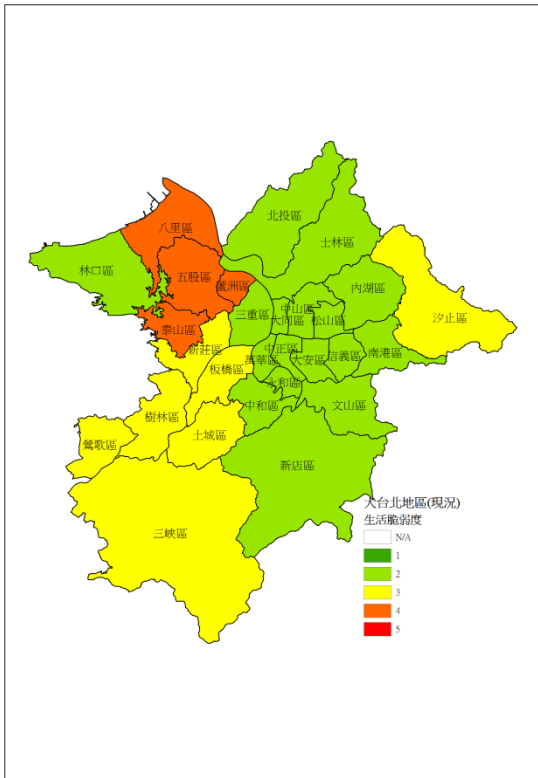 北投區
士林區
八里區
林口區
五股區
蘆洲區
內湖區
汐止區
三重區
中山區
大同區
松山區
泰山區
新莊區
中正區
萬華區
大安區
信義區
南港區
板橋區
永和區
中和區
文山區
樹林區
土城區
鶯歌區
新店區
三峽區
大台北地區(現況)
生活脆弱度
N/A
1
2
3
4
5